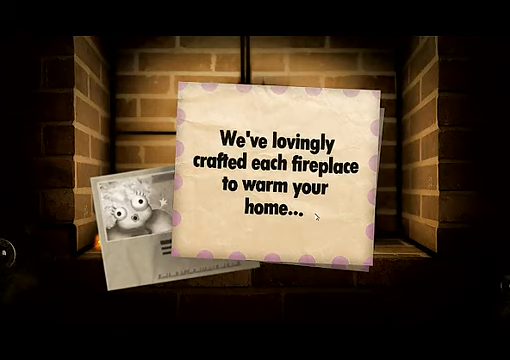 We've lovingly
crafted each fireplace
to warm your
home...